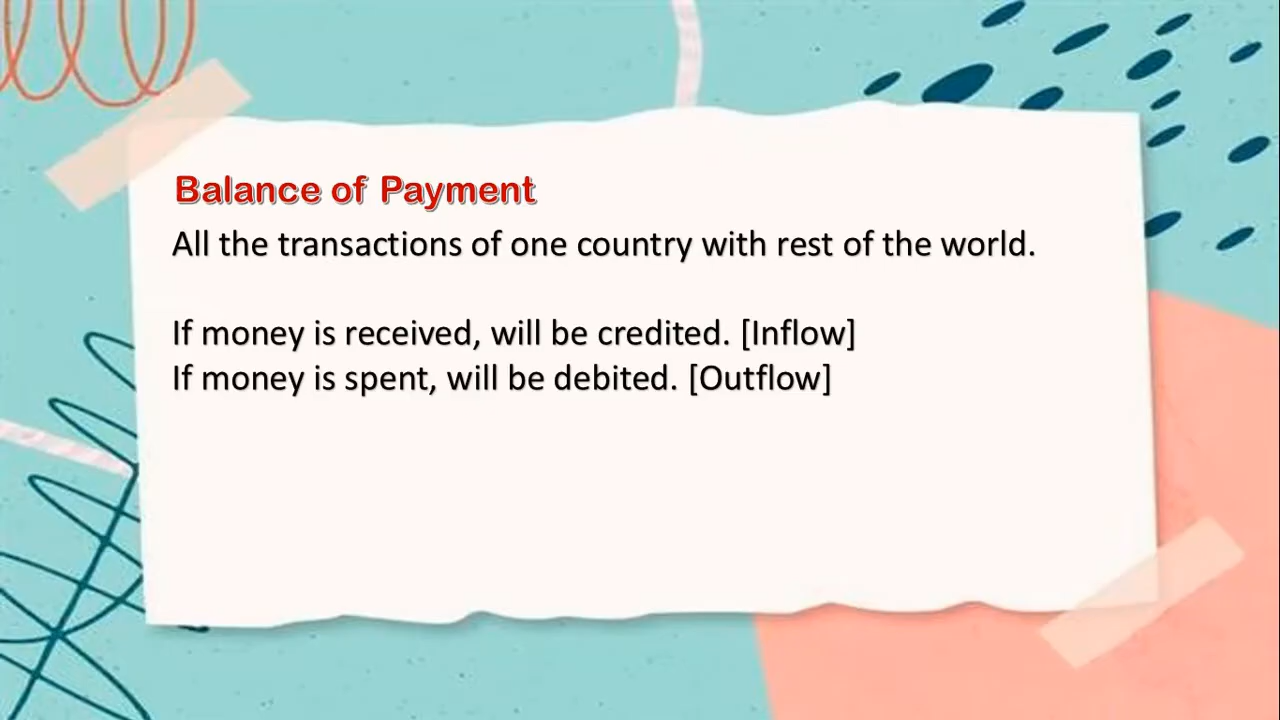 Balance of Payment
All the transactions of one country with rest of the world.
If money is received, will be credited. [Inflow]
If money is spent, will be debited. [Outflow]